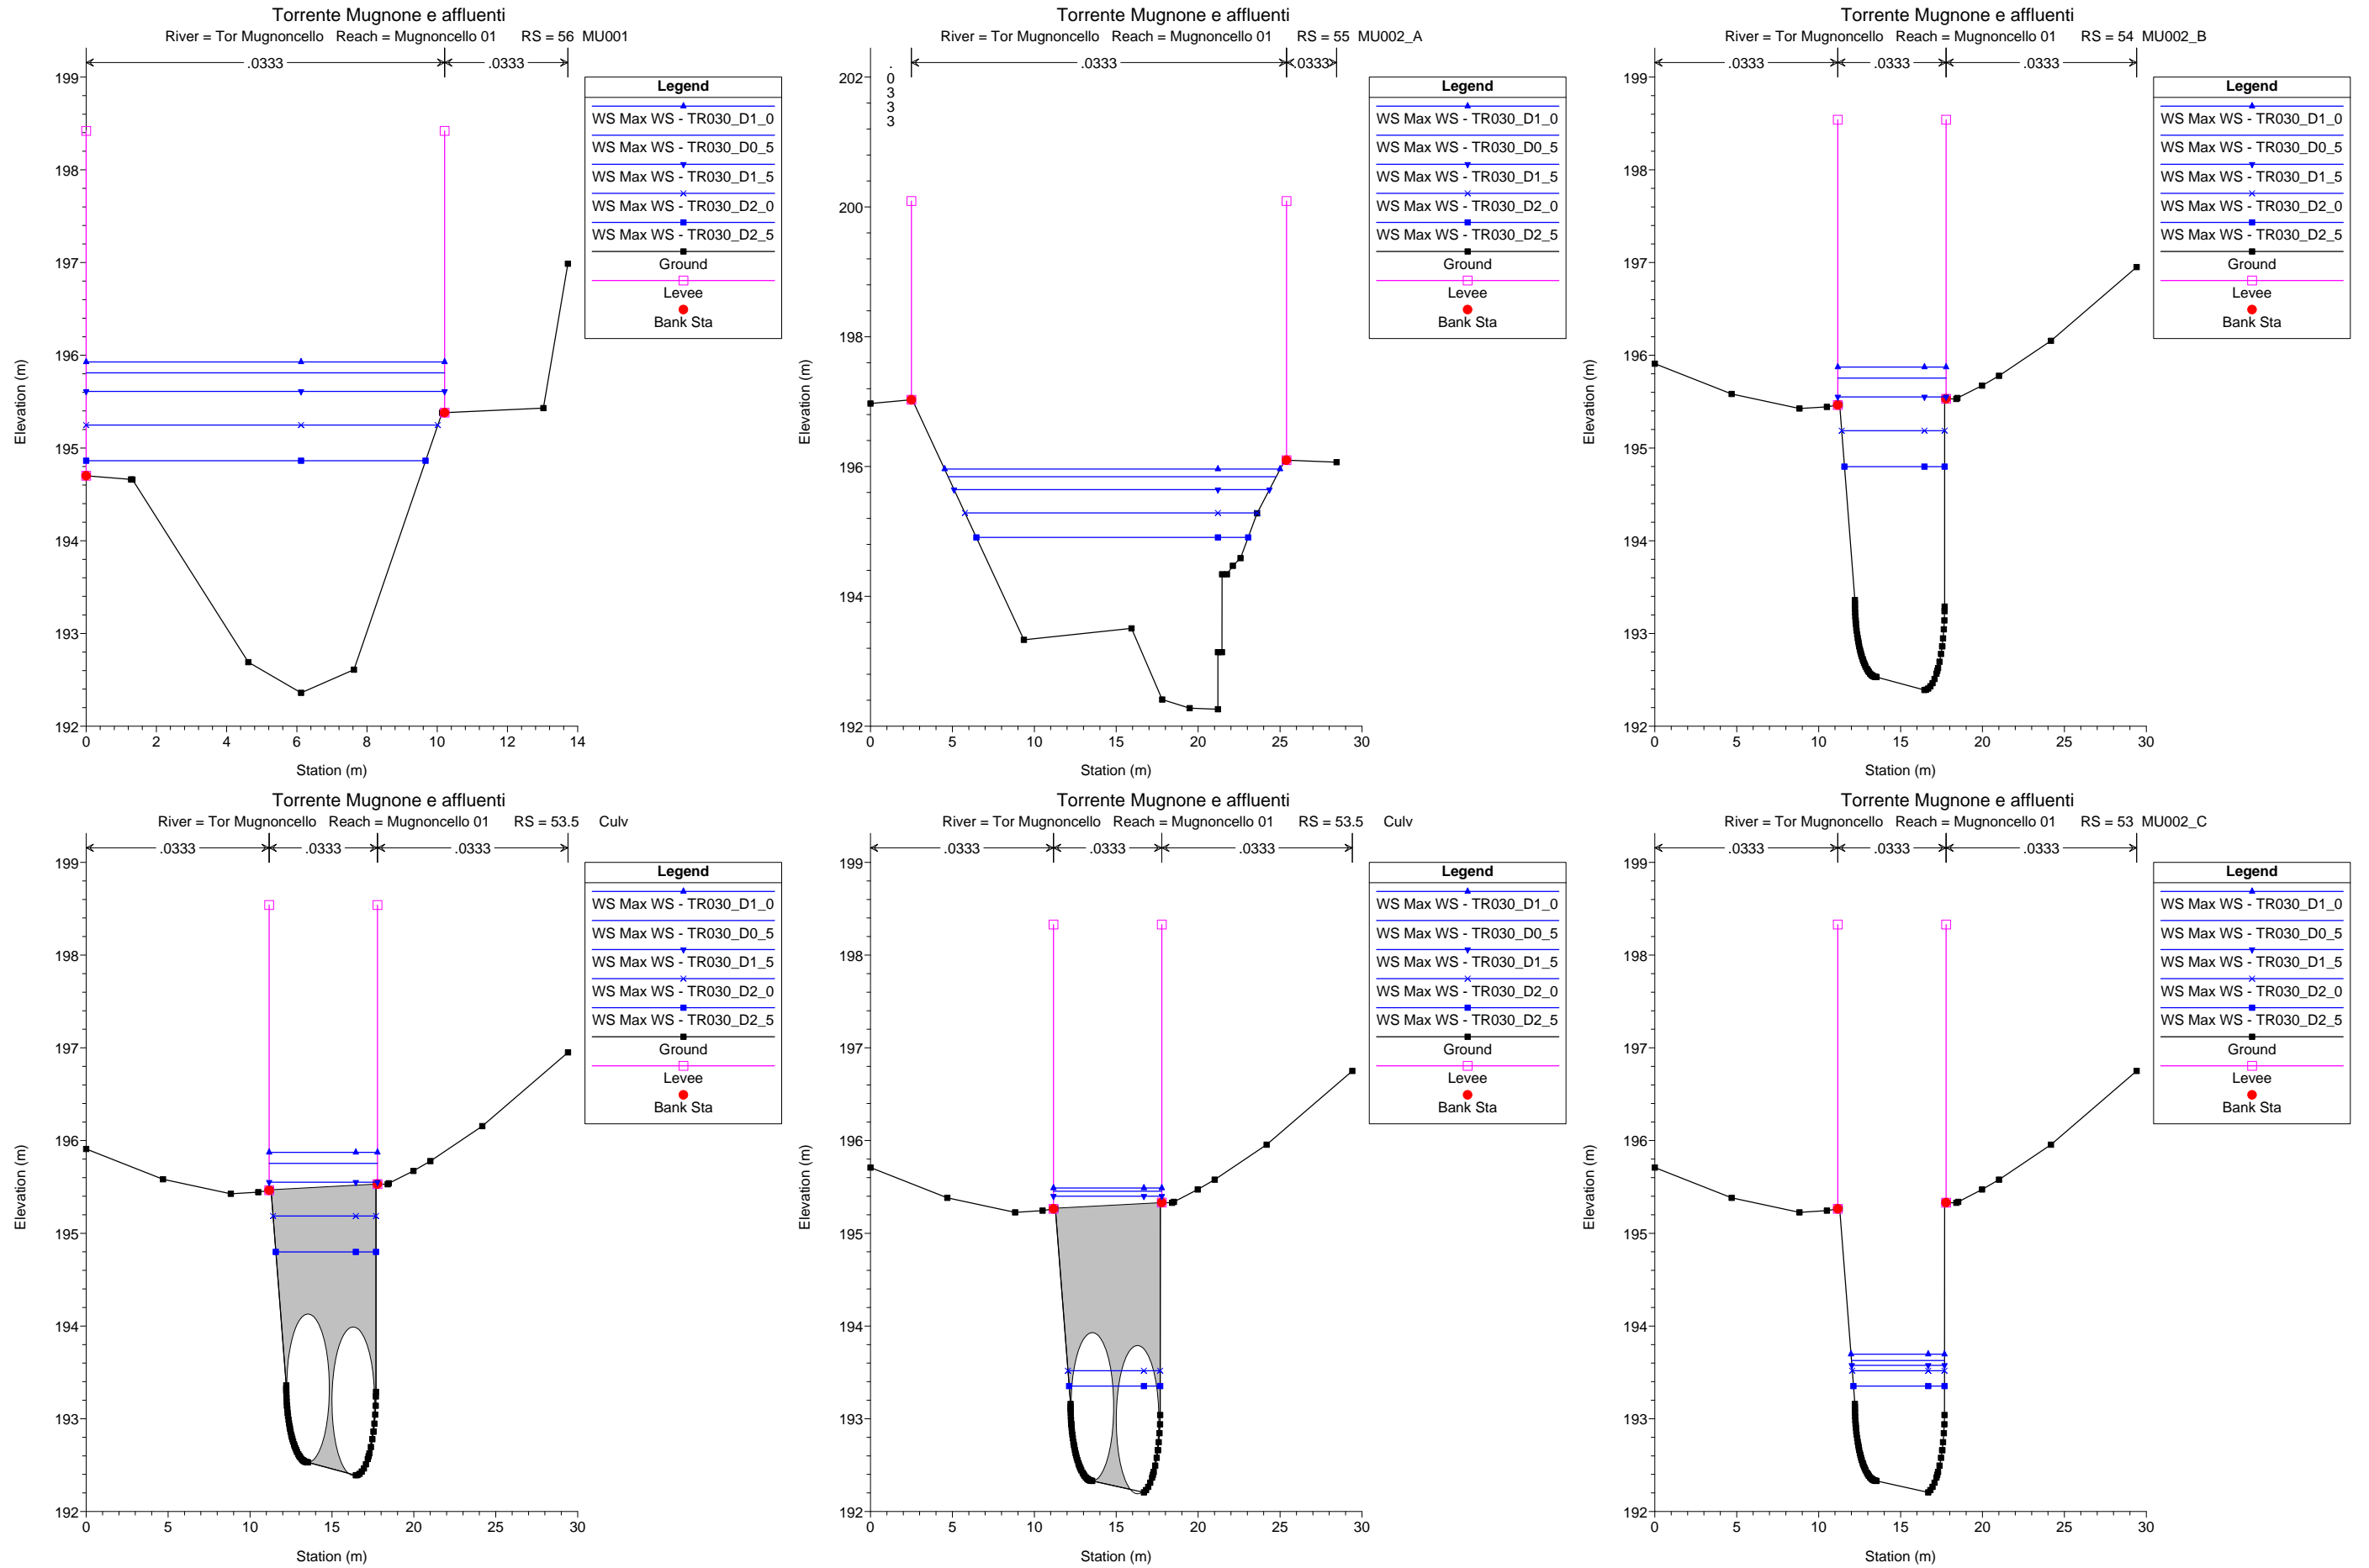 Torrente Mugnone e affluenti
River = Tor Mugnoncello Reach = Mugnoncello 01 RS = 56 MU001
.0333 .0333
199
198
197
196
195
194
193
192
0 2 4 6 8 10 12 14
Elevation (m)
Station (m)
Legend
WS Max WS - TR030_D1_0
WS Max WS - TR030_D0_5
WS Max WS - TR030_D1_5
WS Max WS - TR030_D2_0
WS Max WS - TR030_D2_5
Ground
Levee
Bank Sta
Torrente Mugnone e affluenti
River = Tor Mugnoncello Reach = Mugnoncello 01 RS = 55 MU002_A
.0333 .0333 .0333
202
200
198
196
194
192
0 5 10 15 20 25 30
Elevation (m)
Station (m)
Legend
WS Max WS - TR030_D1_0
WS Max WS - TR030_D0_5
WS Max WS - TR030_D1_5
WS Max WS - TR030_D2_0
WS Max WS - TR030_D2_5
Ground
Levee
Bank Sta
Torrente Mugnone e affluenti
River = Tor Mugnoncello Reach = Mugnoncello 01 RS = 54 MU002_B
.0333 .0333 .0333
199
198
197
196
195
194
193
192
0 5 10 15 20 25 30
Elevation (m)
Station (m)
Legend
WS Max WS - TR030_D1_0
WS Max WS - TR030_D0_5
WS Max WS - TR030_D1_5
WS Max WS - TR030_D2_0
WS Max WS - TR030_D2_5
Ground
Levee
Bank Sta
Torrente Mugnone e affluenti
River = Tor Mugnoncello Reach = Mugnoncello 01 RS = 53.5 Culv
.0333 .0333 .0333
199
198
197
196
195
194
193
192
0 5 10 15 20 25 30
Elevation (m)
Station (m)
Legend
WS Max WS - TR030_D1_0
WS Max WS - TR030_D0_5
WS Max WS - TR030_D1_5
WS Max WS - TR030_D2_0
WS Max WS - TR030_D2_5
Ground
Levee
Bank Sta
Torrente Mugnone e affluenti
River = Tor Mugnoncello Reach = Mugnoncello 01 RS = 53.5 Culv
.0333 .0333 .0333
199
198
197
196
195
194
193
192
0 5 10 15 20 25 30
Elevation (m)
Station (m)
Legend
WS Max WS - TR030_D1_0
WS Max WS - TR030_D0_5
WS Max WS - TR030_D1_5
WS Max WS - TR030_D2_0
WS Max WS - TR030_D2_5
Ground
Levee
Bank Sta
Torrente Mugnone e affluenti
River = Tor Mugnoncello Reach = Mugnoncello 01 RS = 53 MU002_C
.0333 .0333 .0333
199
198
197
196
195
194
193
192
0 5 10 15 20 25 30
Elevation (m)
Station (m)
Legend
WS Max WS - TR030_D1_0
WS Max WS - TR030_D0_5
WS Max WS - TR030_D1_5
WS Max WS - TR030_D2_0
WS Max WS - TR030_D2_5
Ground
Levee
Bank Sta